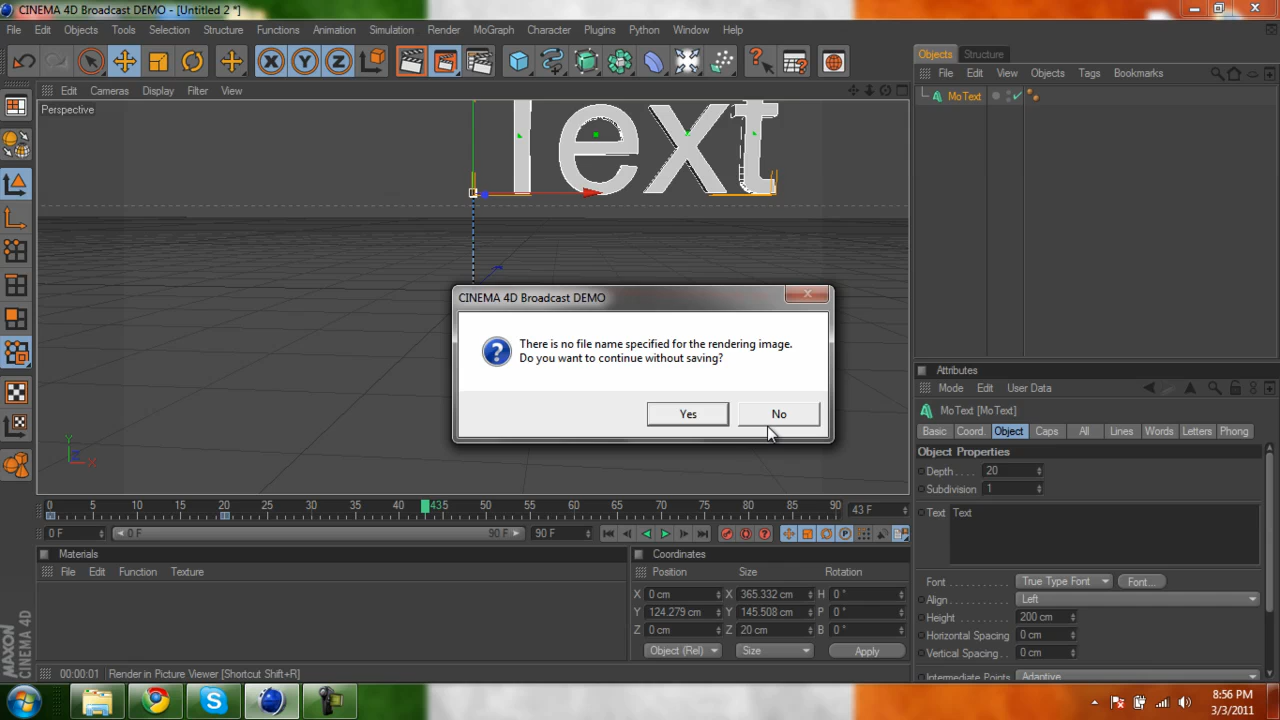 CINEMA 4D Broadcast DEMO - [Untitled 2 *]
File Edit Objects Tools Selection Functions Structure Animation Simulation Render MoGraph Character Plugins Python Window Help
X Y Z
Objects Structure
File Edit View Objects Tags Bookmarks
MoText
Edit Cameras Display Filter View
Perspective
Text
CINEMA 4D Broadcast DEMO
There is no file name specified for the rendering image.
Do you want to continue without saving?
Yes No
Y
X
Attributes
Mode Edit User Data
MoText [MoText]
Basic Coord. Object Caps All Lines Words Letters Phong
Object Properties
Depth . . . . 20
Subdivision 1
Text Text
Font . . . . . . . True Type Font Font...
Align. . . . . . . Left
Height . . . . . . . 200 cm
Horizontal Spacing 0 cm
Vertical Spacing. . 0 cm
Intermediate Points Adaptive
0 5 10 15 20 25 30 35 40 435 50 55 60 65 70 75 80 85 90 43 F
0 F 0 F 90 F 90 F
Materials
File Edit Function Texture
Coordinates
Position Size Rotation
X 0 cm X 365.332 cm H 0 °
Y 124.279 cm Y 145.508 cm P 0 °
Z 0 cm Z 20 cm B 0 °
Object (Rel) Size Apply
MAXON CINEMA 4D
00:00:01 Render in Picture Viewer [Shortcut Shift+R]
8:56 PM
3/3/2011